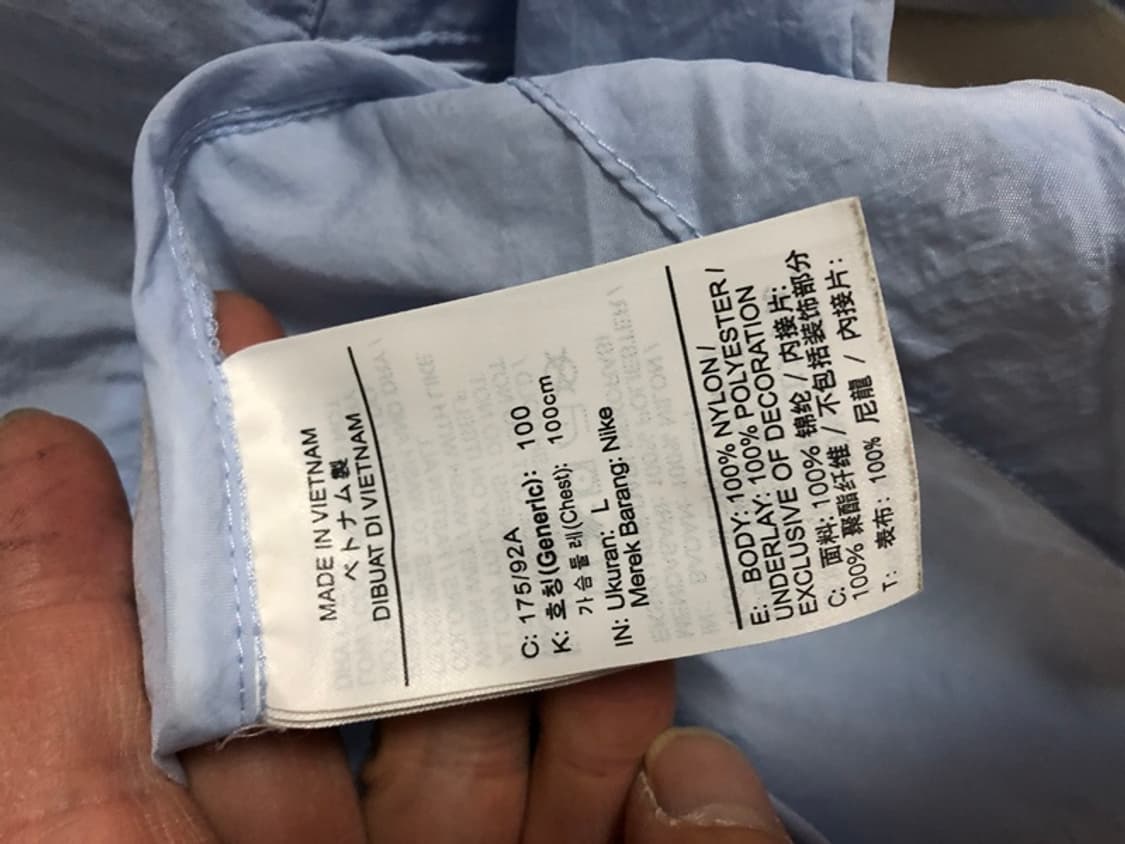 MADE IN VIETNAM
ベトナム製
DIBUAT DI VIETNAM
C: 175/92A
K: 호칭(Generic): 100
가슴둘레(Chest): 100cm
IN: Ukuran: L
Merek Barang: Nike
E: BODY: 100% NYLON /
UNDERLAY: 100% POLYESTER /
EXCLUSIVE OF DECORATION
C: 面料: 100% 锦纶 / 内接片:
100% 聚酯纤维 / 不包括装饰部分
T: 表布: 100% 尼龍 / 內接片: